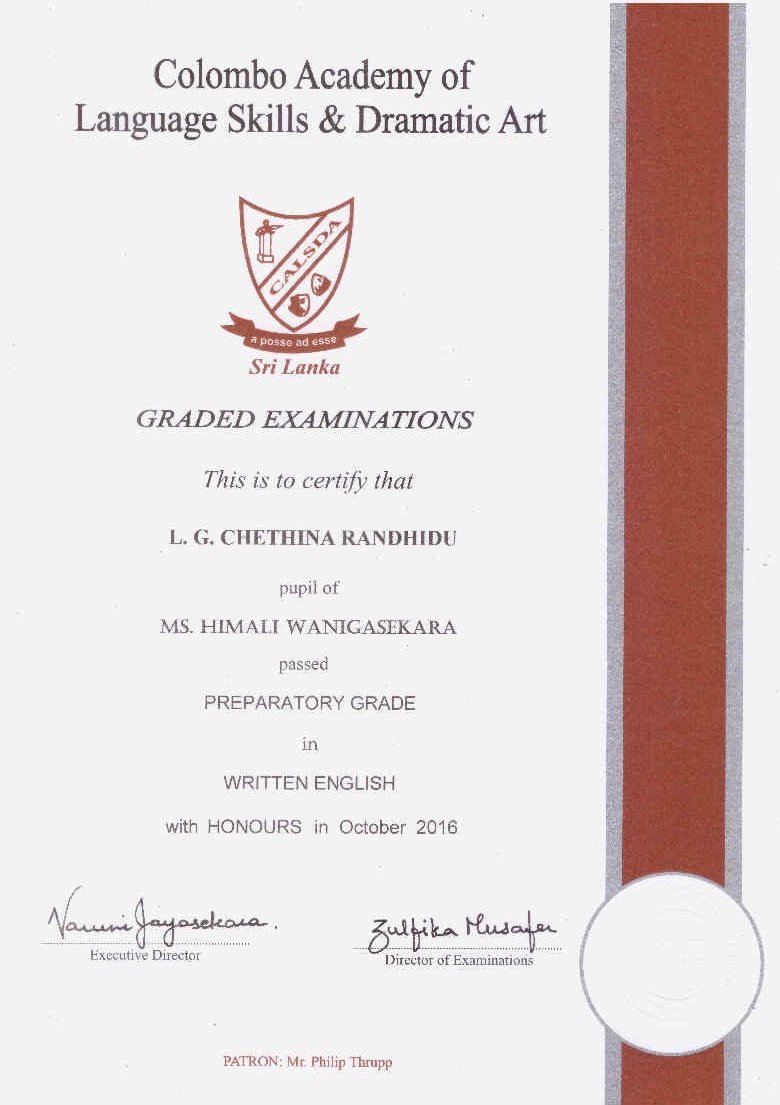 Colombo Academy of
Language Skills & Dramatic Art
CALSDA
a posse ad esse
Sri Lanka
GRADED EXAMINATIONS
This is to certify that
L. G. CHETHINA RANDHIDU
pupil of
MS. HIMALI WANIGASEKARA
passed
PREPARATORY GRADE
in
WRITTEN ENGLISH
with HONOURS in October 2016
Jayasekara
Executive Director
Zulfika Musafer
Director of Examinations
PATRON: Mr. Philip Thrupp